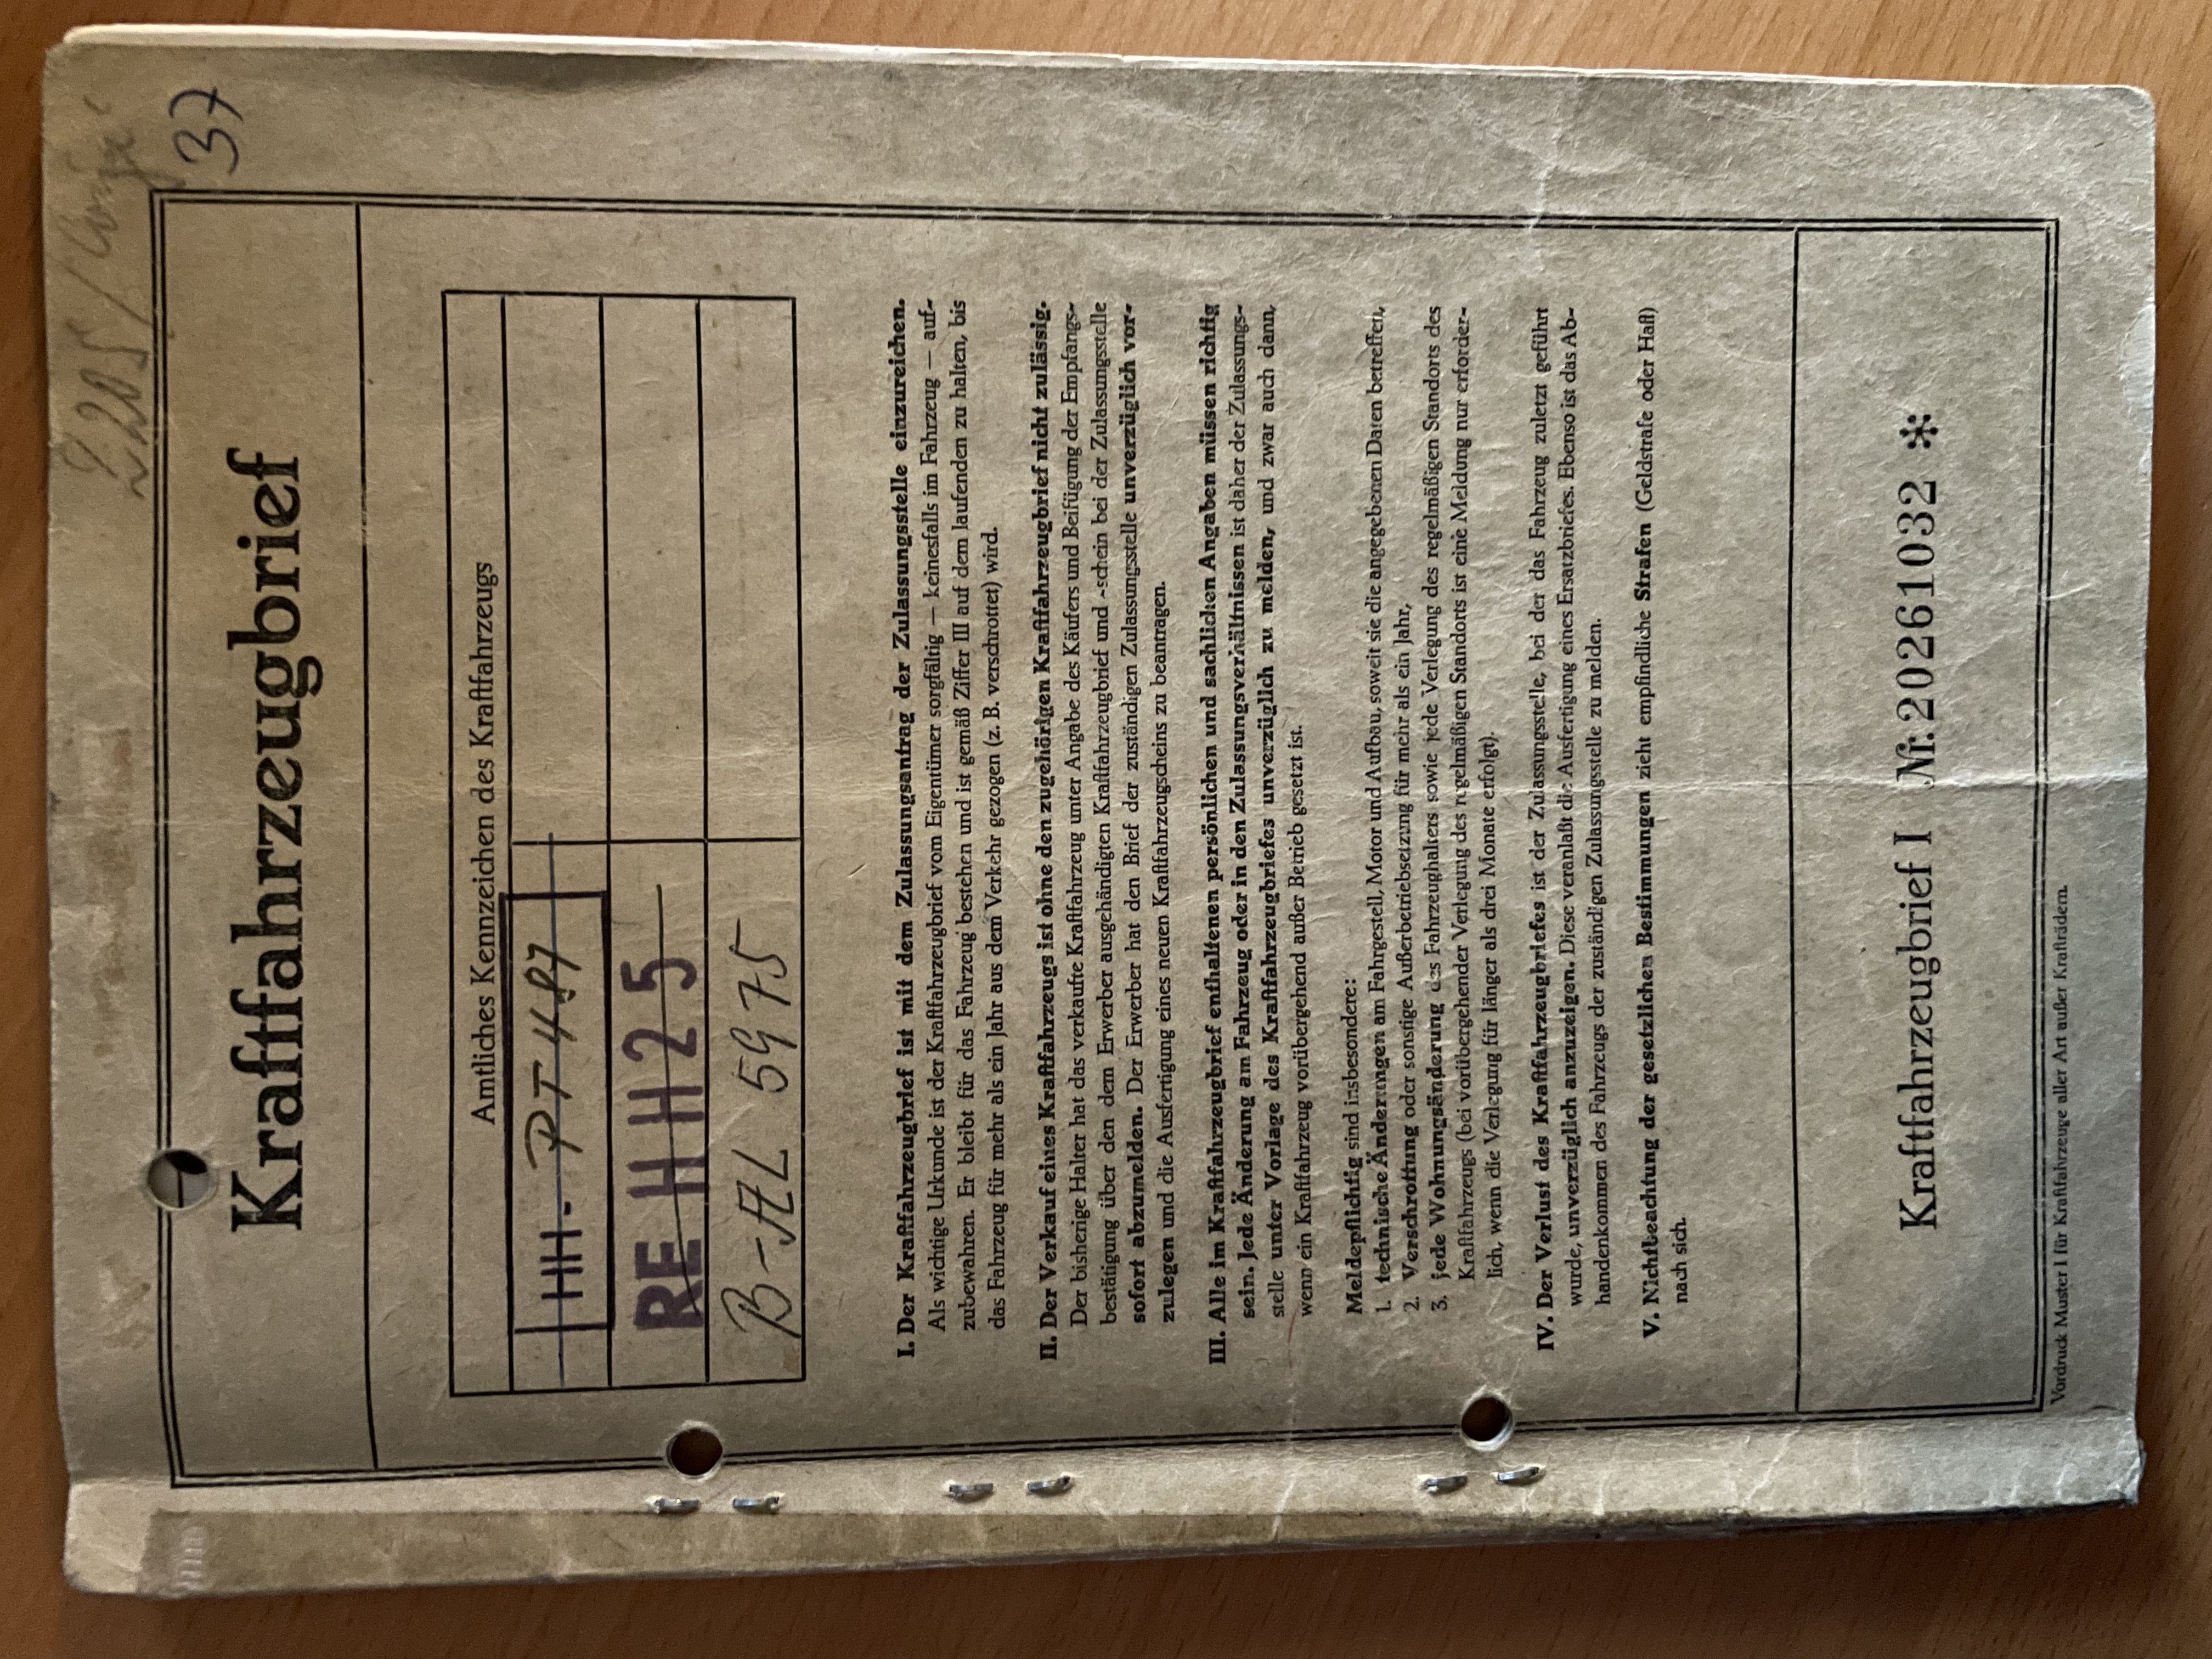 220S / Conze
37
Kraftfahrzeugbrief
Amtliches Kennzeichen des Kraftfahrzeugs
HH - PT 487
RE H H 2 5
B-AL 5975
I. Der Kraftfahrzeugbrief ist mit dem Zulassungsantrag der Zulassungsstelle einzureichen.
Als wichtige Urkunde ist der Kraftfahrzeugbrief vom Eigentümer sorgfältig — keinesfalls im Fahrzeug — auf-
zubewahren. Er bleibt für das Fahrzeug bestehen und ist gemäß Ziffer III auf dem laufenden zu halten, bis
das Fahrzeug für mehr als ein Jahr aus dem Verkehr gezogen (z. B. verschrottet) wird.
II. Der Verkauf eines Kraftfahrzeugs ist ohne den zugehörigen Kraftfahrzeugbrief nicht zulässig.
Der bisherige Halter hat das verkaufte Kraftfahrzeug unter Angabe des Käufers und Beifügung der Empfangs-
bestätigung über den dem Erwerber ausgehändigten Kraftfahrzeugbrief und -schein bei der Zulassungsstelle
sofort abzumelden. Der Erwerber hat den Brief der zuständigen Zulassungsstelle unverzüglich vor-
zulegen und die Ausfertigung eines neuen Kraftfahrzeugscheins zu beantragen.
III. Alle im Kraftfahrzeugbrief enthaltenen persönlichen und sachlichen Angaben müssen richtig
sein. Jede Änderung am Fahrzeug oder in den Zulassungsverhältnissen ist daher der Zulassungs-
stelle unter Vorlage des Kraftfahrzeugbriefes unverzüglich zu melden, und zwar auch dann,
wenn ein Kraftfahrzeug vorübergehend außer Betrieb gesetzt ist.
Meldepflichtig sind insbesondere:
1. technische Änderungen am Fahrgestell, Motor und Aufbau, soweit sie die angegebenen Daten betreffen,
2. Verschrottung oder sonstige Außerbetriebsetzung für mehr als ein Jahr,
3. jede Wohnungsänderung des Fahrzeughalters sowie jede Verlegung des regelmäßigen Standorts des
Kraftfahrzeugs (bei vorübergehender Verlegung des regelmäßigen Standorts ist eine Meldung nur erforder-
lich, wenn die Verlegung für länger als drei Monate erfolgt).
IV. Der Verlust des Kraftfahrzeugbriefes ist der Zulassungsstelle, bei der das Fahrzeug zuletzt geführt
wurde, unverzüglich anzuzeigen. Diese veranlaßt die Ausfertigung eines Ersatzbriefes. Ebenso ist das Ab-
handenkommen des Fahrzeugs der zuständigen Zulassungsstelle zu melden.
V. Nichtbeachtung der gesetzlichen Bestimmungen zieht empfindliche Strafen (Geldstrafe oder Haft)
nach sich.
Kraftfahrzeugbrief I Nr. 20261032 *
Vordruck Muster I für Kraftfahrzeuge aller Art außer Krafträdern.